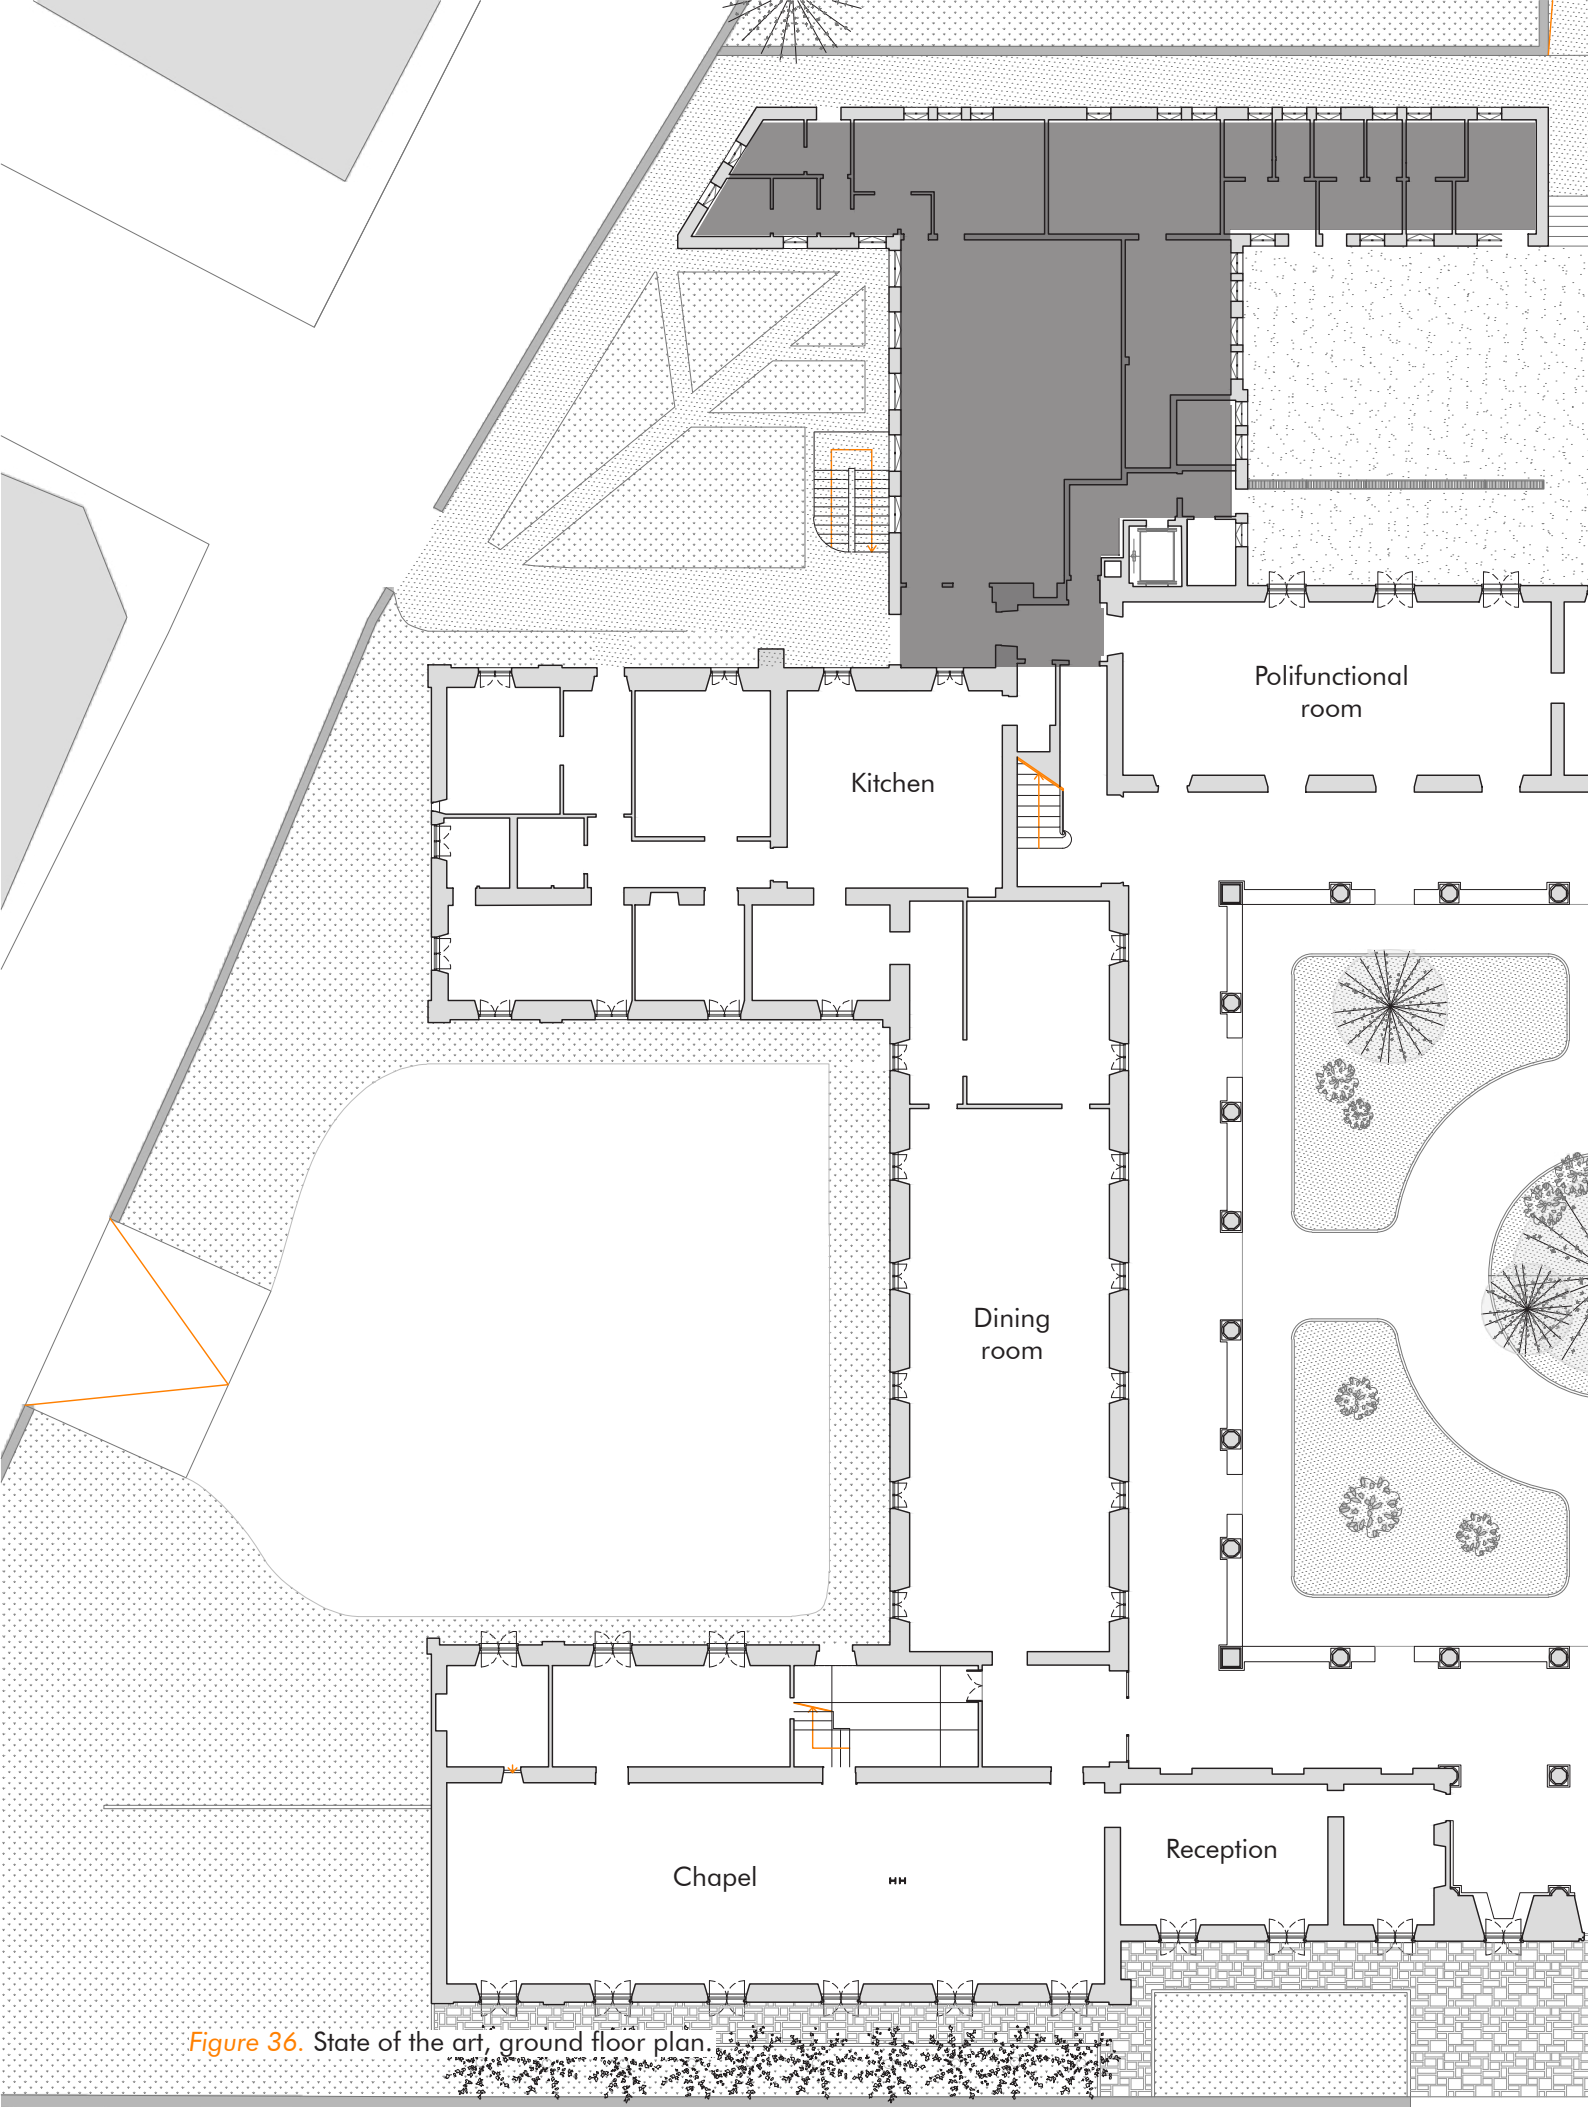 Polifunctional
room
Kitchen
Dining
room
Reception
Chapel
Figure 36. State of the art, ground floor plan.